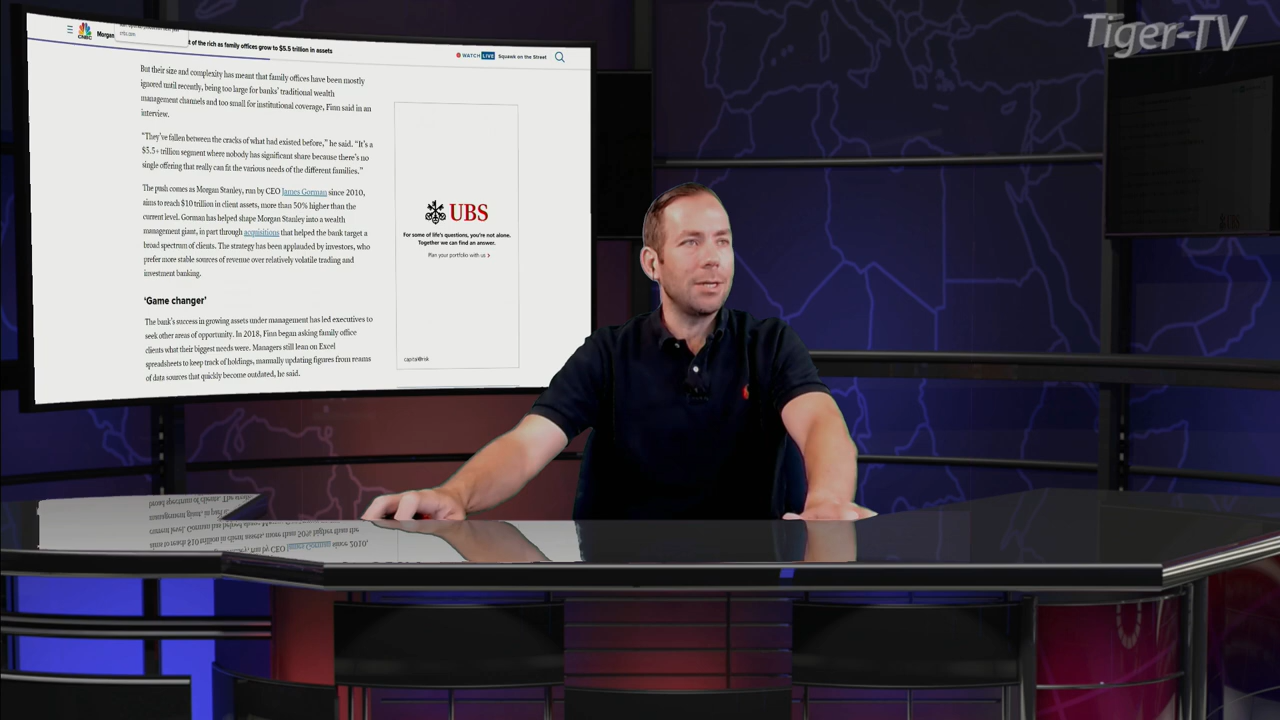 Tiger-TV
CNBC
Morgan
t of the rich as family offices grow to $5.5 trillion in assets
WATCH LIVE Squawk on the Street
But their size and complexity has meant that family offices have been mostly
ignored until recently, being too large for banks' traditional wealth
management channels and too small for institutional coverage, Finn said in an
interview.
“They've fallen between the cracks of what had existed before,” he said. “It's a
$5.5+ trillion segment where nobody has significant share because there's no
single offering that really can fit the various needs of the different families.”
The push comes as Morgan Stanley, run by CEO James Gorman since 2010,
aims to reach $10 trillion in client assets, more than 50% higher than the
current level. Gorman has helped shape Morgan Stanley into a wealth
management giant, in part through acquisitions that helped the bank target a
broad spectrum of clients. The strategy has been applauded by investors, who
prefer more stable sources of revenue over relatively volatile trading and
investment banking.
‘Game changer’
The bank's success in growing assets under management has led executives to
seek other areas of opportunity. In 2018, Finn began asking family office
clients what their biggest needs were. Managers still lean on Excel
spreadsheets to keep track of holdings, manually updating figures from reams
of data sources that quickly become outdated, he said.
UBS
For some of life's questions, you're not alone.
Together we can find an answer.
Plan your portfolio with us >
capital@risk